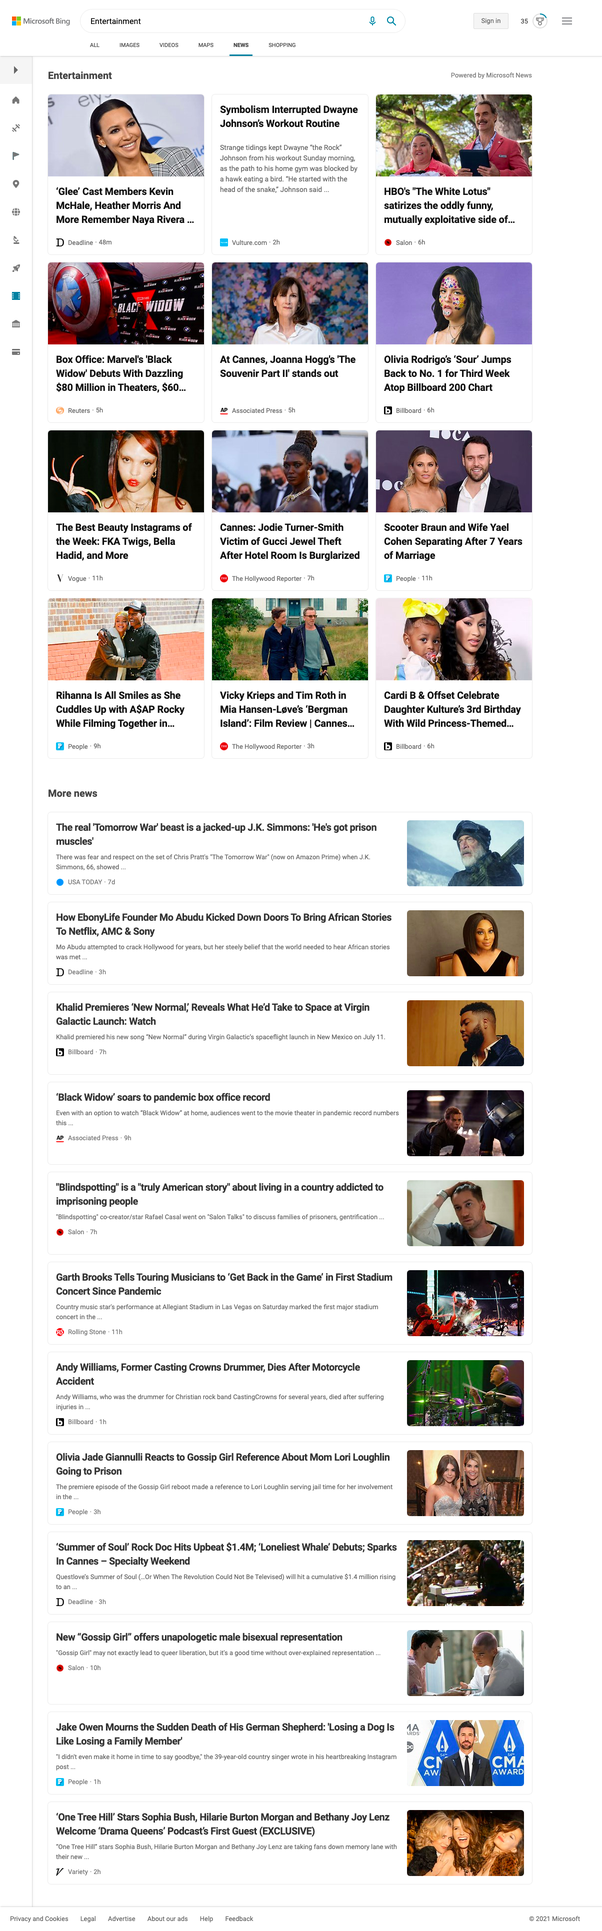 Microsoft Bing
Entertainment
Sign in
35
ALL IMAGES VIDEOS MAPS NEWS SHOPPING
Entertainment
Powered by Microsoft News
'Glee' Cast Members Kevin
McHale, Heather Morris And
More Remember Naya Rivera ...
Deadline · 48m
Symbolism Interrupted Dwayne
Johnson's Workout Routine
Strange tidings kept Dwayne "the Rock"
Johnson from his workout Sunday morning,
as the path to his home gym was blocked by
a hawk eating a bird. "He started with the
head of the snake," Johnson said ...
Vulture.com · 2h
HBO's "The White Lotus"
satirizes the oddly funny,
mutually exploitative side of...
Salon · 6h
BLACK WIDOW
Box Office: Marvel's 'Black
Widow' Debuts With Dazzling
$80 Million in Theaters, $60...
Reuters · 5h
At Cannes, Joanna Hogg's 'The
Souvenir Part II' stands out
AP Associated Press · 5h
Olivia Rodrigo's 'Sour' Jumps
Back to No. 1 for Third Week
Atop Billboard 200 Chart
Billboard · 6h
The Best Beauty Instagrams of
the Week: FKA Twigs, Bella
Hadid, and More
Vogue · 11h
Cannes: Jodie Turner-Smith
Victim of Gucci Jewel Theft
After Hotel Room Is Burglarized
The Hollywood Reporter · 7h
Scooter Braun and Wife Yael
Cohen Separating After 7 Years
of Marriage
People · 11h
Rihanna Is All Smiles as She
Cuddles Up with A$AP Rocky
While Filming Together in...
People · 9h
Vicky Krieps and Tim Roth in
Mia Hansen-Løve's 'Bergman
Island': Film Review | Cannes...
The Hollywood Reporter · 3h
Cardi B & Offset Celebrate
Daughter Kulture's 3rd Birthday
With Wild Princess-Themed...
Billboard · 6h
More news
The real 'Tomorrow War' beast is a jacked-up J.K. Simmons: 'He's got prison
muscles'
There was fear and respect on the set of Chris Pratt's "The Tomorrow War" (now on Amazon Prime) when J.K.
Simmons, 66, showed ...
USA TODAY · 7d
How EbonyLife Founder Mo Abudu Kicked Down Doors To Bring African Stories
To Netflix, AMC & Sony
Mo Abudu attempted to crack Hollywood for years, but her steely belief that the world needed to hear African stories
was met ...
Deadline · 3h
Khalid Premieres 'New Normal,' Reveals What He'd Take to Space at Virgin
Galactic Launch: Watch
Khalid premiered his new song "New Normal" during Virgin Galactic's spaceflight launch in New Mexico on July 11.
Billboard · 7h
'Black Widow' soars to pandemic box office record
Even with an option to watch "Black Widow" at home, audiences went to the movie theater in pandemic record numbers
this ...
AP Associated Press · 9h
"Blindspotting" is a "truly American story" about living in a country addicted to
imprisoning people
"Blindspotting" co-creator/star Rafael Casal went on "Salon Talks" to discuss families of prisoners, gentrification ...
Salon · 7h
Garth Brooks Tells Touring Musicians to 'Get Back in the Game' in First Stadium
Concert Since Pandemic
Country music star's performance at Allegiant Stadium in Las Vegas on Saturday marked the first major stadium
concert in the ...
Rolling Stone · 11h
Andy Williams, Former Casting Crowns Drummer, Dies After Motorcycle
Accident
Andy Williams, who was the drummer for Christian rock band CastingCrowns for several years, died after suffering
injuries in ...
Billboard · 1h
Olivia Jade Giannulli Reacts to Gossip Girl Reference About Mom Lori Loughlin
Going to Prison
The premiere episode of the Gossip Girl reboot made a reference to Lori Loughlin serving jail time for her involvement
in the ...
People · 3h
'Summer of Soul' Rock Doc Hits Upbeat $1.4M; 'Loneliest Whale' Debuts; Sparks
In Cannes – Specialty Weekend
Questlove's Summer of Soul (...Or When The Revolution Could Not Be Televised) will hit a cumulative $1.4 million rising
to an ...
Deadline · 3h
New "Gossip Girl" offers unapologetic male bisexual representation
"Gossip Girl" may not exactly lead to queer liberation, but it's a good time without over-explained representation ...
Salon · 10h
Jake Owen Mourns the Sudden Death of His German Shepherd: 'Losing a Dog Is
Like Losing a Family Member'
"I didn't even make it home in time to say goodbye," the 39-year-old country singer wrote in his heartbreaking Instagram
post ...
People · 1h
'One Tree Hill' Stars Sophia Bush, Hilarie Burton Morgan and Bethany Joy Lenz
Welcome 'Drama Queens' Podcast's First Guest (EXCLUSIVE)
"One Tree Hill" stars Sophia Bush, Hilarie Burton Morgan and Bethany Joy Lenz are taking fans down memory lane with
their new ...
Variety · 2h
Privacy and Cookies Legal Advertise About our ads Help Feedback
© 2021 Microsoft